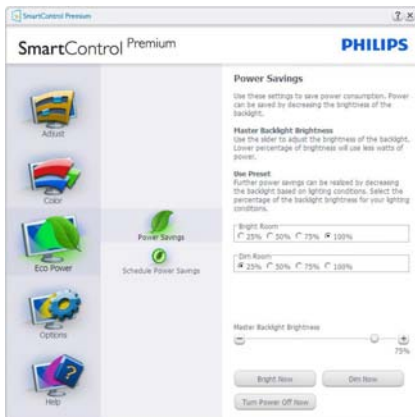 SmartControl Premium
SmartControl Premium
PHILIPS
Adjust
Color
Eco Power
Options
Help
Power Savings
Schedule Power Savings
Power Savings
Use these settings to save power consumption. Power
can be saved by decreasing the brightness of the
backlight.
Master Backlight Brightness
Use the slider to adjust the brightness of the backlight.
Lower percentage of brightness will use less watts of
power.
Use Preset
Further power savings can be realized by decreasing
the backlight based on lighting conditions. Select the
percentage of the backlight brightness for your lighting
conditions.
Bright Room
25% 50% 75% 100%
Dim Room
25% 50% 75% 100%
Master Backlight Brightness
75%
Bright Now Dim Now
Turn Power Off Now